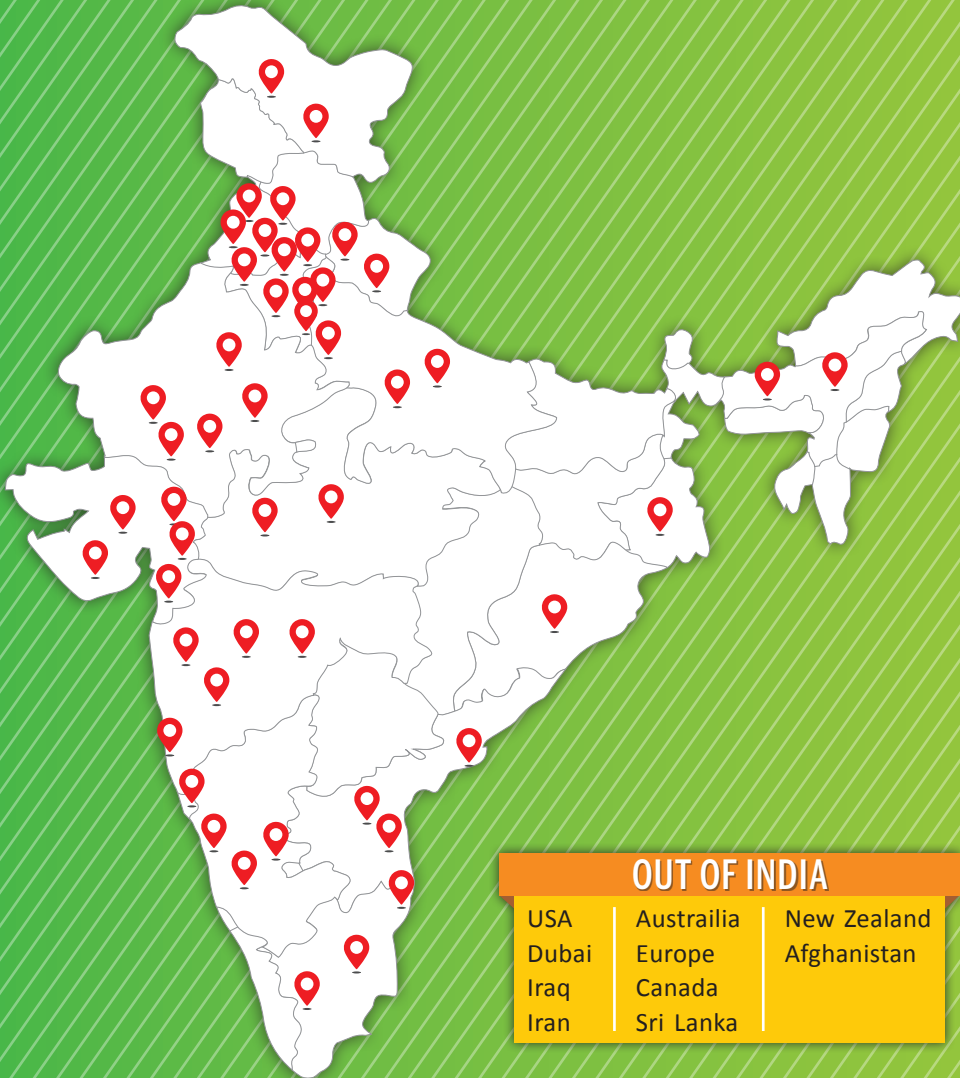 OUT OF INDIA
USA
Dubai
Iraq
Iran
Austrailia
Europe
Canada
Sri Lanka
New Zealand
Afghanistan